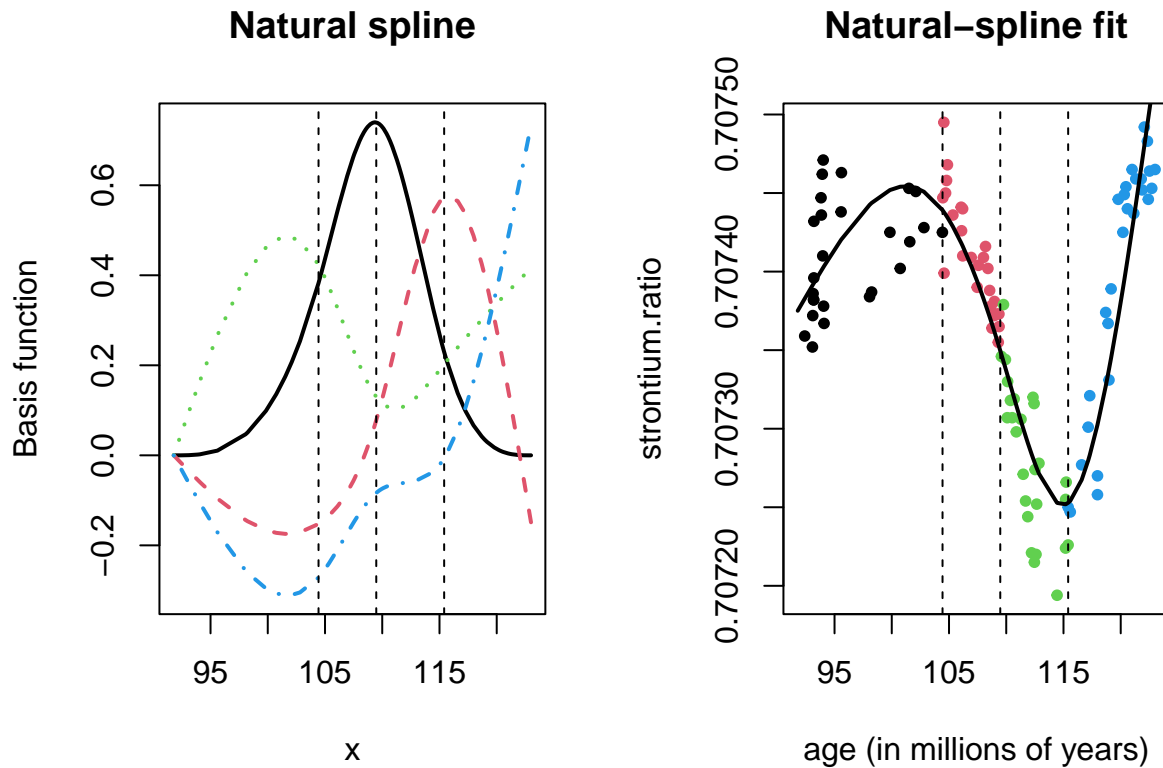 Natural spline
Basis function
−0.2
0.0
0.2
0.4
0.6
95
105
115
x
Natural−spline fit
strontium.ratio
0.70720
0.70730
0.70740
0.70750
95
105
115
age (in millions of years)